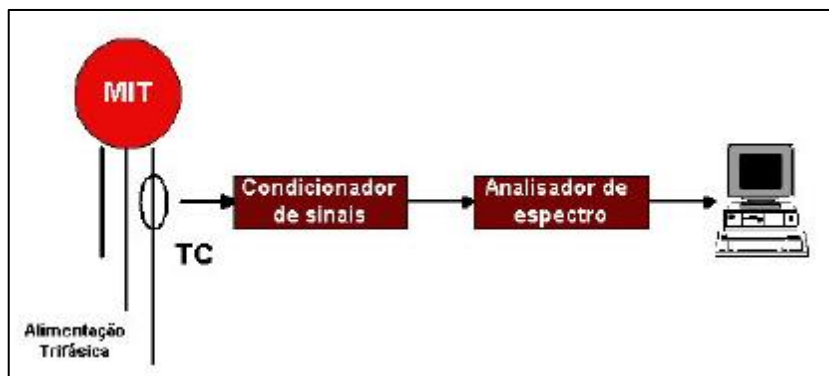 MIT
Condicionador
de sinais
Analisador de
espectro
TC
Alimentação
Trifásica